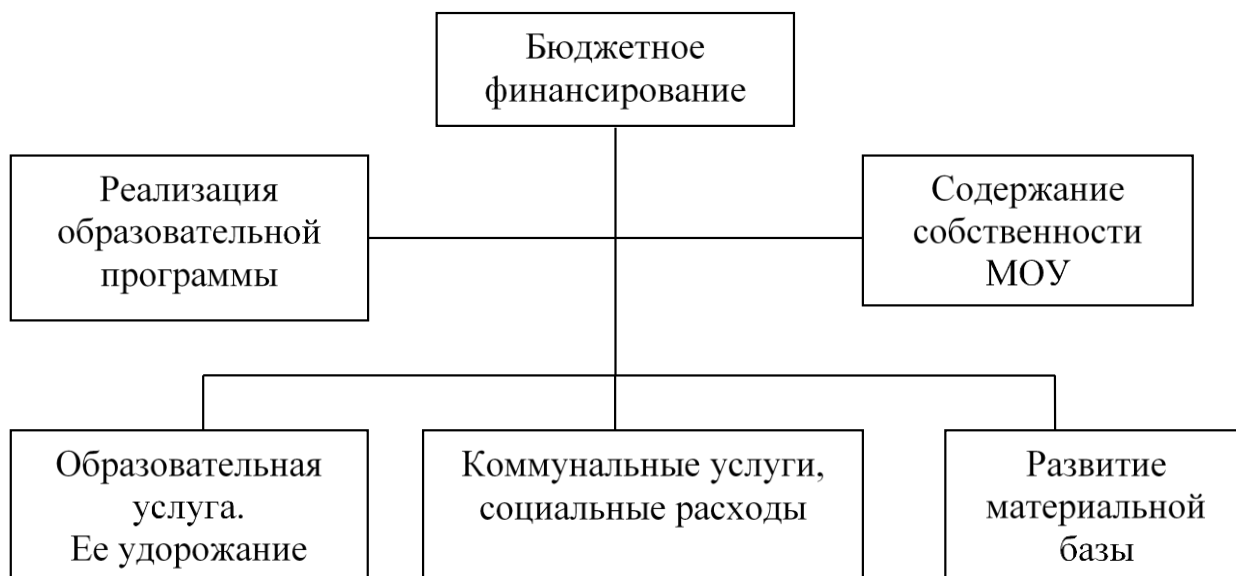 Бюджетное
финансирование
Реализация
образовательной
программы
Содержание
собственности
МОУ
Образовательная
услуга.
Ее удорожание
Коммунальные услуги,
социальные расходы
Развитие
материальной
базы